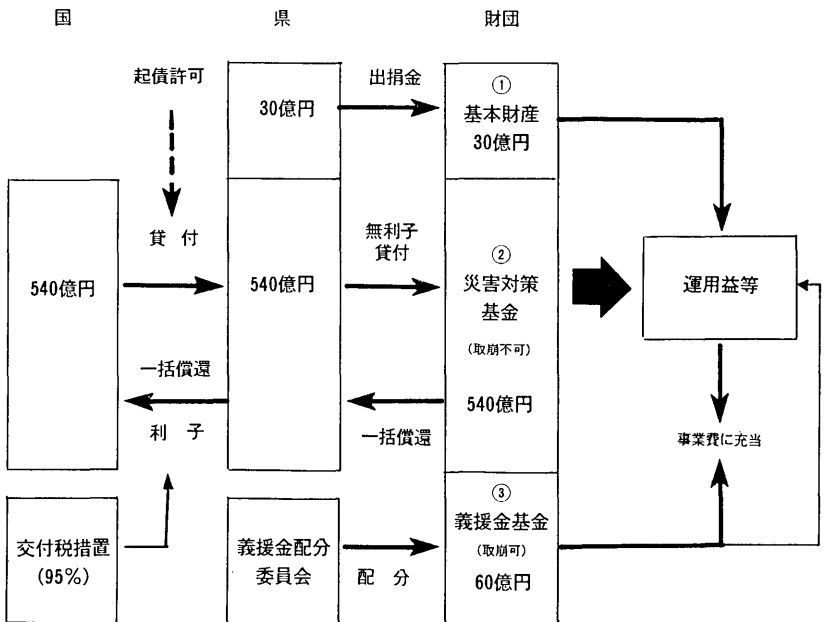 国
県
財団
起債許可
30億円
出捐金
①
基本財産
30億円
貸 付
540億円
540億円
無利子
貸付
②
災害対策
基金
(取崩不可)
540億円
運用益等
一括償還
利 子
一括償還
事業費に充当
交付税措置
(95%)
義援金配分
委員会
配 分
③
義援金基金
(取崩可)
60億円